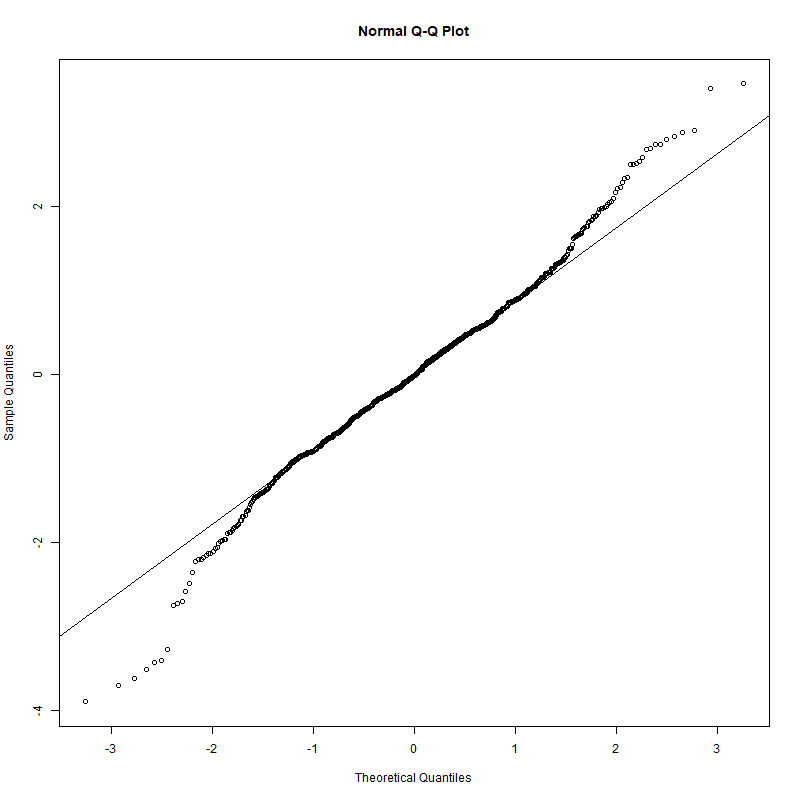 Normal Q-Q Plot
2
0
-2
-4
Sample Quantiles
-3 -2 -1 0 1 2 3
Theoretical Quantiles